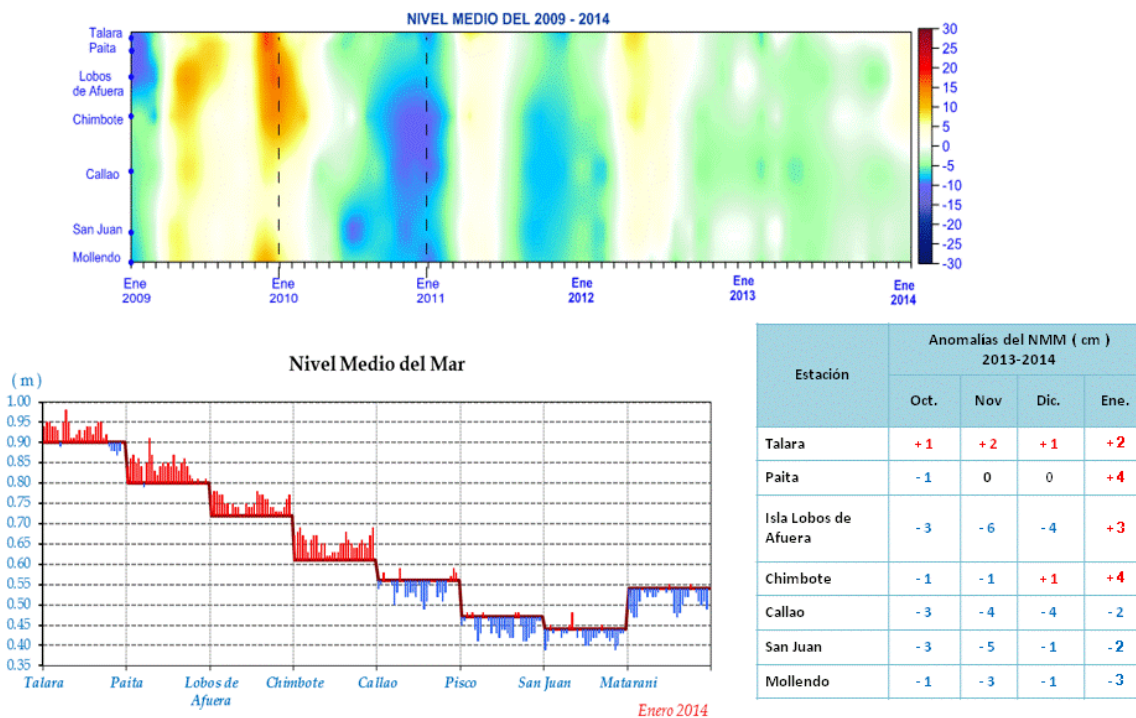 NIVEL MEDIO DEL 2009 - 2014
Talara
Paita
Lobos
de Afuera
Chimbote
Callao
San Juan
Mollendo
30
25
20
15
10
5
0
-5
-10
-15
-20
-25
-30
Ene
2009
Ene
2010
Ene
2011
Ene
2012
Ene
2013
Ene
2014
Nivel Medio del Mar
( m )
1.00
0.95
0.90
0.85
0.80
0.75
0.70
0.65
0.60
0.55
0.50
0.45
0.40
0.35
Talara Paita Lobos de Afuera Chimbote Callao Pisco San Juan Matarani
Enero 2014
Estación
Anomalías del NMM ( cm )
2013-2014
Oct. Nov Dic. Ene.
Talara +1 +2 +1 +2
Paita -1 0 0 +4
Isla Lobos de
Afuera -3 -6 -4 +3
Chimbote -1 -1 +1 +4
Callao -3 -4 -4 -2
San Juan -3 -5 -1 -2
Mollendo -1 -3 -1 -3